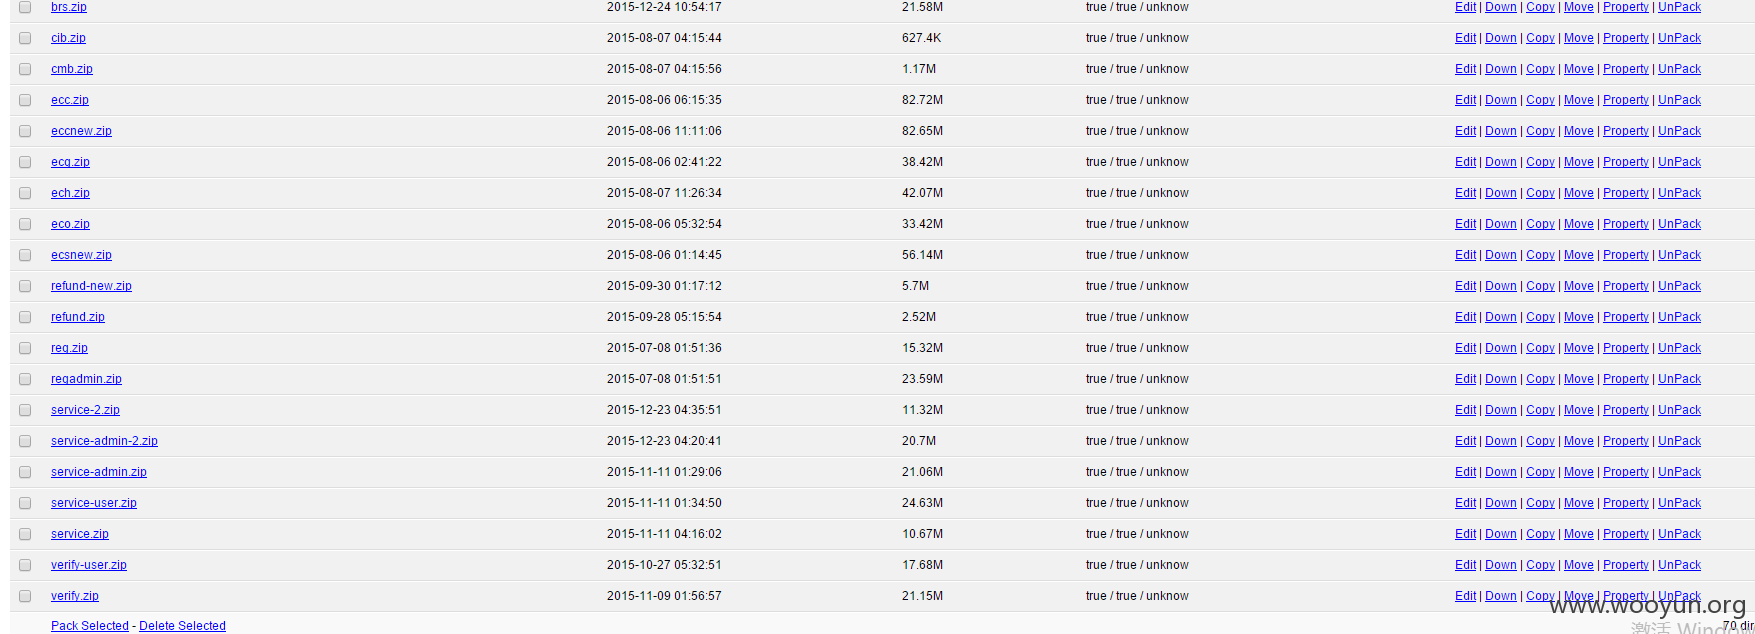 brs.zip 2015-12-24 10:54:17 21.58M true / true / unknow Edit | Down | Copy | Move | Property | UnPack
cib.zip 2015-08-07 04:15:44 627.4K true / true / unknow Edit | Down | Copy | Move | Property | UnPack
cmb.zip 2015-08-07 04:15:56 1.17M true / true / unknow Edit | Down | Copy | Move | Property | UnPack
ecc.zip 2015-08-06 06:15:35 82.72M true / true / unknow Edit | Down | Copy | Move | Property | UnPack
eccnew.zip 2015-08-06 11:11:06 82.65M true / true / unknow Edit | Down | Copy | Move | Property | UnPack
ecg.zip 2015-08-06 02:41:22 38.42M true / true / unknow Edit | Down | Copy | Move | Property | UnPack
ech.zip 2015-08-07 11:26:34 42.07M true / true / unknow Edit | Down | Copy | Move | Property | UnPack
eco.zip 2015-08-06 05:32:54 33.42M true / true / unknow Edit | Down | Copy | Move | Property | UnPack
ecsnew.zip 2015-08-06 01:14:45 56.14M true / true / unknow Edit | Down | Copy | Move | Property | UnPack
refund-new.zip 2015-09-30 01:17:12 5.7M true / true / unknow Edit | Down | Copy | Move | Property | UnPack
refund.zip 2015-09-28 05:15:54 2.52M true / true / unknow Edit | Down | Copy | Move | Property | UnPack
reg.zip 2015-07-08 01:51:36 15.32M true / true / unknow Edit | Down | Copy | Move | Property | UnPack
regadmin.zip 2015-07-08 01:51:51 23.59M true / true / unknow Edit | Down | Copy | Move | Property | UnPack
service-2.zip 2015-12-23 04:35:51 11.32M true / true / unknow Edit | Down | Copy | Move | Property | UnPack
service-admin-2.zip 2015-12-23 04:20:41 20.7M true / true / unknow Edit | Down | Copy | Move | Property | UnPack
service-admin.zip 2015-11-11 01:29:06 21.06M true / true / unknow Edit | Down | Copy | Move | Property | UnPack
service-user.zip 2015-11-11 01:34:50 24.63M true / true / unknow Edit | Down | Copy | Move | Property | UnPack
service.zip 2015-11-11 04:16:02 10.67M true / true / unknow Edit | Down | Copy | Move | Property | UnPack
verify-user.zip 2015-10-27 05:32:51 17.68M true / true / unknow Edit | Down | Copy | Move | Property | UnPack
verify.zip 2015-11-09 01:56:57 21.15M true / true / unknow Edit | Down | Copy | Move | Property | UnPack
www.wooyun.org
Pack Selected - Delete Selected 70 dir
激活 Window